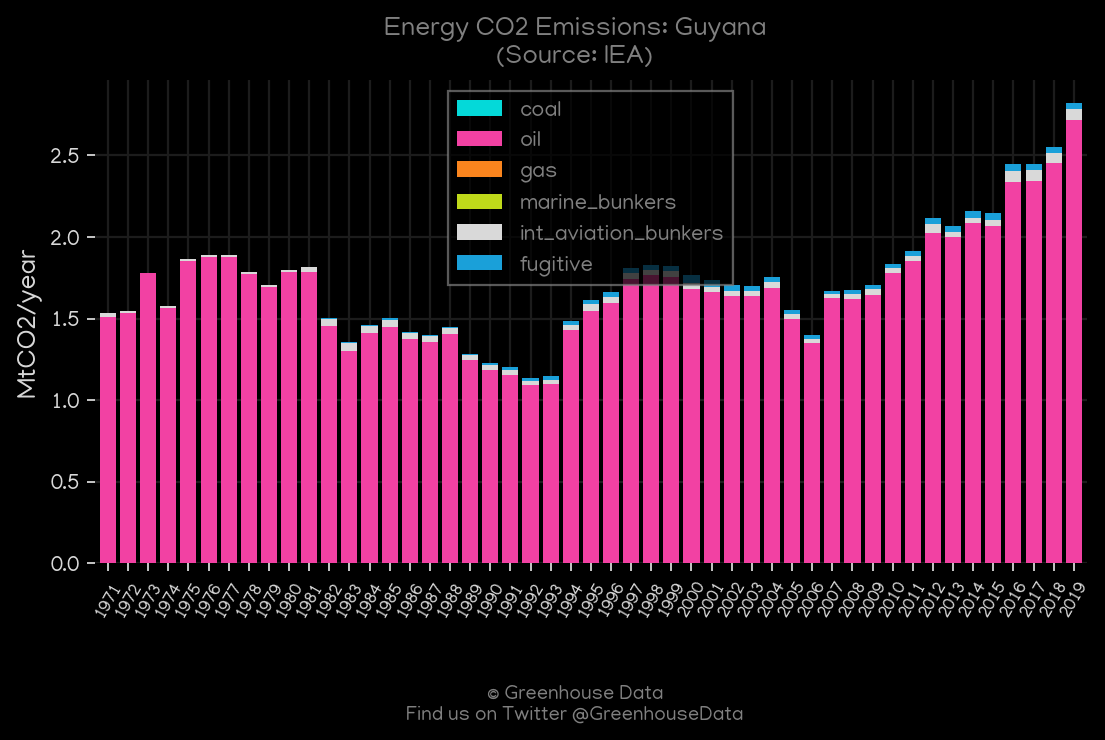 Energy CO2 Emissions: Guyana
(Source: IEA)
coal
oil
gas
marine_bunkers
int_aviation_bunkers
fugitive
MtCO2/year
2.5
2.0
1.5
1.0
0.5
0.0
1971 1972 1973 1974 1975 1976 1977 1978 1979 1980 1981 1982 1983 1984 1985 1986 1987 1988 1989 1990 1991 1992 1993 1994 1995 1996 1997 1998 1999 2000 2001 2002 2003 2004 2005 2006 2007 2008 2009 2010 2011 2012 2013 2014 2015 2016 2017 2018 2019
© Greenhouse Data
Find us on Twitter @GreenhouseData